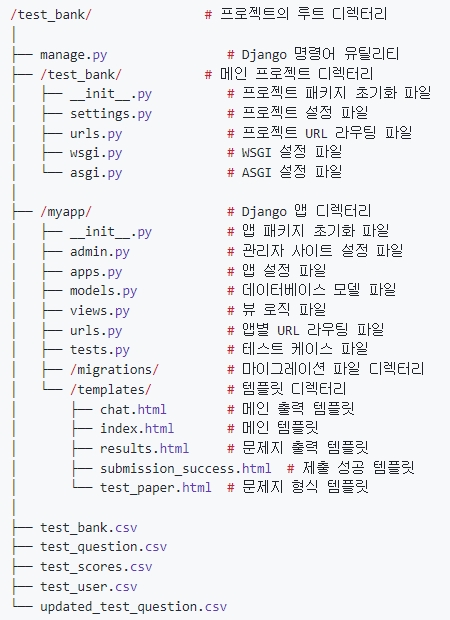 /test_bank/ # 프로젝트의 루트 디렉터리
│
├── manage.py # Django 명령어 유틸리티
├── /test_bank/ # 메인 프로젝트 디렉터리
│   ├── __init__.py # 프로젝트 패키지 초기화 파일
│   ├── settings.py # 프로젝트 설정 파일
│   ├── urls.py # 프로젝트 URL 라우팅 파일
│   ├── wsgi.py # WSGI 설정 파일
│   └── asgi.py # ASGI 설정 파일
│
├── /myapp/ # Django 앱 디렉터리
│   ├── __init__.py # 앱 패키지 초기화 파일
│   ├── admin.py # 관리자 사이트 설정 파일
│   ├── apps.py # 앱 설정 파일
│   ├── models.py # 데이터베이스 모델 파일
│   ├── views.py # 뷰 로직 파일
│   ├── urls.py # 앱별 URL 라우팅 파일
│   ├── tests.py # 테스트 케이스 파일
│   ├── /migrations/ # 마이그레이션 파일 디렉터리
│   └── /templates/ # 템플릿 디렉터리
│       ├── chat.html # 메인 출력 템플릿
│       ├── index.html # 메인 템플릿
│       ├── results.html # 문제지 출력 템플릿
│       ├── submission_success.html # 제출 성공 템플릿
│       └── test_paper.html # 문제지 형식 템플릿
│
├── test_bank.csv
├── test_question.csv
├── test_scores.csv
├── test_user.csv
└── updated_test_question.csv